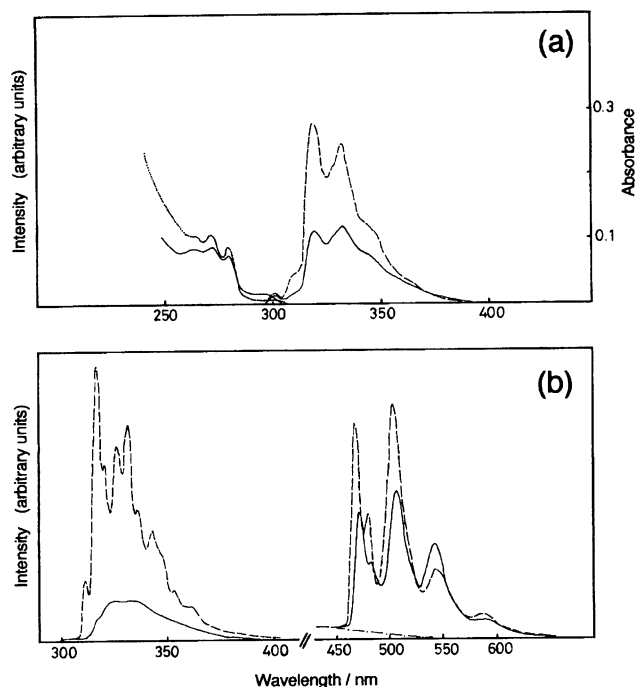 (a)
Intensity (arbitrary units)
0.3
0.1
Absorbance
250 300 350 400
(b)
Intensity (arbitrary units)
300 350 400 450 500 550 600
Wavelength / nm